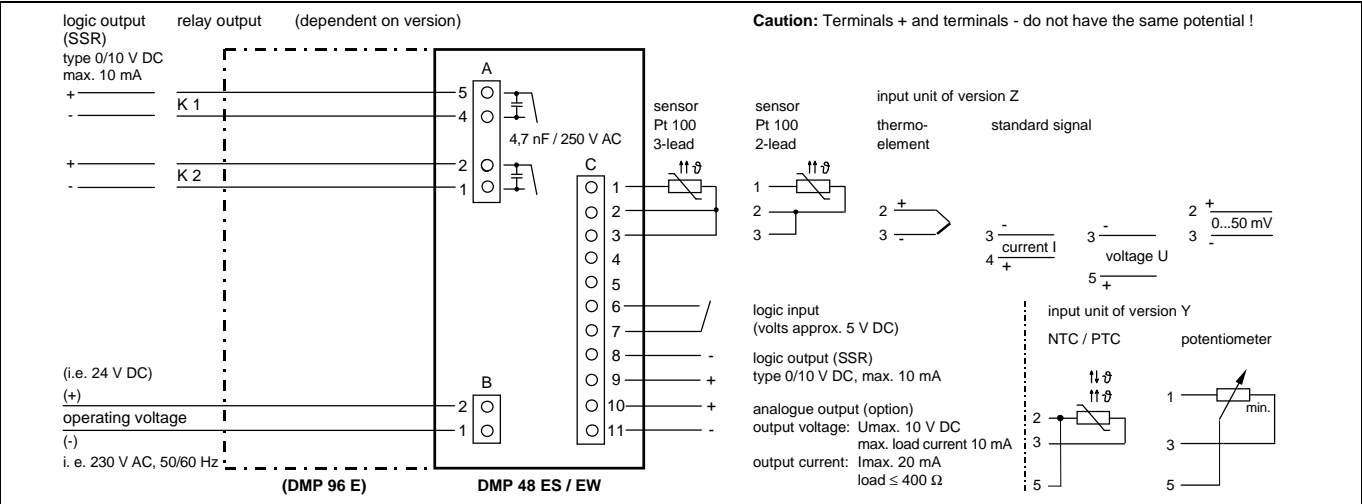 logic output relay output (dependent on version) Caution: Terminals + and terminals - do not have the same potential !
(SSR)
type 0/10 V DC
max. 10 mA
A
+ K 1 5
- 4
4,7 nF / 250 V AC
+ K 2 2
- 1
C
1
2
3
4
5
6
7
8 -
9 +
10 +
11 -
sensor
Pt 100
3-lead
ϑ
sensor
Pt 100
2-lead
ϑ
1
2
3
input unit of version Z
thermo-
element
2 +
3 -
standard signal
3 -
current I
4 +
3 -
voltage U
5 +
2 +
0...50 mV
3 -
logic input
(volts approx. 5 V DC)
logic output (SSR)
type 0/10 V DC, max. 10 mA
analogue output (option)
output voltage: Umax. 10 V DC
max. load current 10 mA
output current: Imax. 20 mA
load ≤ 400 Ω
input unit of version Y
NTC / PTC
ϑ
ϑ
2
3
5
potentiometer
1
min.
3
5
(i.e. 24 V DC)
(+)
operating voltage
(-)
i. e. 230 V AC, 50/60 Hz
B
2
1
(DMP 96 E) DMP 48 ES / EW